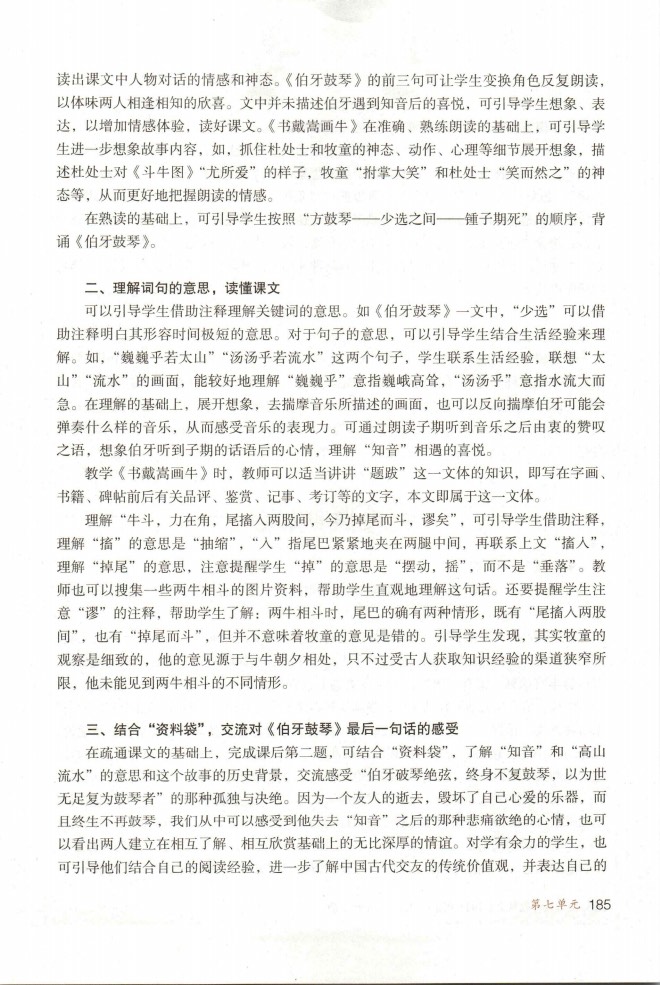 读出课文中人物对话的情感和神态。《伯牙鼓琴》的前三句可让学生变换角色反复朗读，
以体味两人相逢相知的欣喜。文中并未描述伯牙遇到知音后的喜悦，可引导学生想象、表
达，以增加情感体验，读好课文。《书戴嵩画牛》在准确、熟练朗读的基础上，可引导学
生进一步想象故事内容，如，抓住杜处士和牧童的神态、动作、心理等细节展开想象，描
述杜处士对《斗牛图》“尤所爱”的样子，牧童“拊掌大笑”和杜处士“笑而然之”的神
态等，从而更好地把握朗读的情感。
在熟读的基础上，可引导学生按照“方鼓琴——少选之间——锺子期死”的顺序，背
诵《伯牙鼓琴》。
二、理解词句的意思，读懂课文
可以引导学生借助注释理解关键词的意思。如《伯牙鼓琴》一文中，“少选”可以借
助注释明白其形容时间极短的意思。对于句子的意思，可以引导学生结合生活经验来理
解。如，“巍巍乎若太山”“汤汤乎若流水”这两个句子，学生联系生活经验，联想“太
山”“流水”的画面，能较好地理解“巍巍乎”意指巍峨高耸，“汤汤乎”意指水流大而
急。在理解的基础上，展开想象，去揣摩音乐所描述的画面，也可以反向揣摩伯牙可能会
弹奏什么样的音乐，从而感受音乐的表现力。可通过朗读子期听到音乐之后由衷的赞叹
之语，想象伯牙听到子期的话语后的心情，理解“知音”相遇的喜悦。
教学《书戴嵩画牛》时，教师可以适当讲讲“题跋”这一文体的知识，即写在字画、
书籍、碑帖前后有关品评、鉴赏、记事、考订等的文字，本文即属于这一文体。
理解“牛斗，力在角，尾搐入两股间，今乃掉尾而斗，谬矣”，可引导学生借助注释，
理解“搐”的意思是“抽缩”，“入”指尾巴紧紧地夹在两腿中间，再联系上文“搐入”，
理解“掉尾”的意思，注意提醒学生“掉”的意思是“摆动，摇”，而不是“垂落”。教
师也可以搜集一些两牛相斗的图片资料，帮助学生直观地理解这句话。还要提醒学生注
意“谬”的注释，帮助学生了解：两牛相斗时，尾巴的确有两种情形，既有“尾搐入两股
间”，也有“掉尾而斗”，但并不意味着牧童的意见是错的。引导学生发现，其实牧童的
观察是细致的，他的意见源于与牛朝夕相处，只不过受古人获取知识经验的渠道狭窄所
限，他未能见到两牛相斗的不同情形。
三、结合“资料袋”，交流对《伯牙鼓琴》最后一句话的感受
在疏通课文的基础上，完成课后第二题，可结合“资料袋”，了解“知音”和“高山
流水”的意思和这个故事的历史背景，交流感受“伯牙破琴绝弦，终身不复鼓琴，以为世
无足复为鼓琴者”的那种孤独与决绝。因为一个友人的逝去，毁坏了自己心爱的乐器，而
且终生不再鼓琴，我们从中可以感受到他失去“知音”之后的那种悲痛欲绝的心情，也可
以看出两人建立在相互了解、相互欣赏基础上的无比深厚的情谊。对学有余力的学生，也
可引导他们结合自己的阅读经验，进一步了解中国古代交友的传统价值观，并表达自己的
第七单元 185